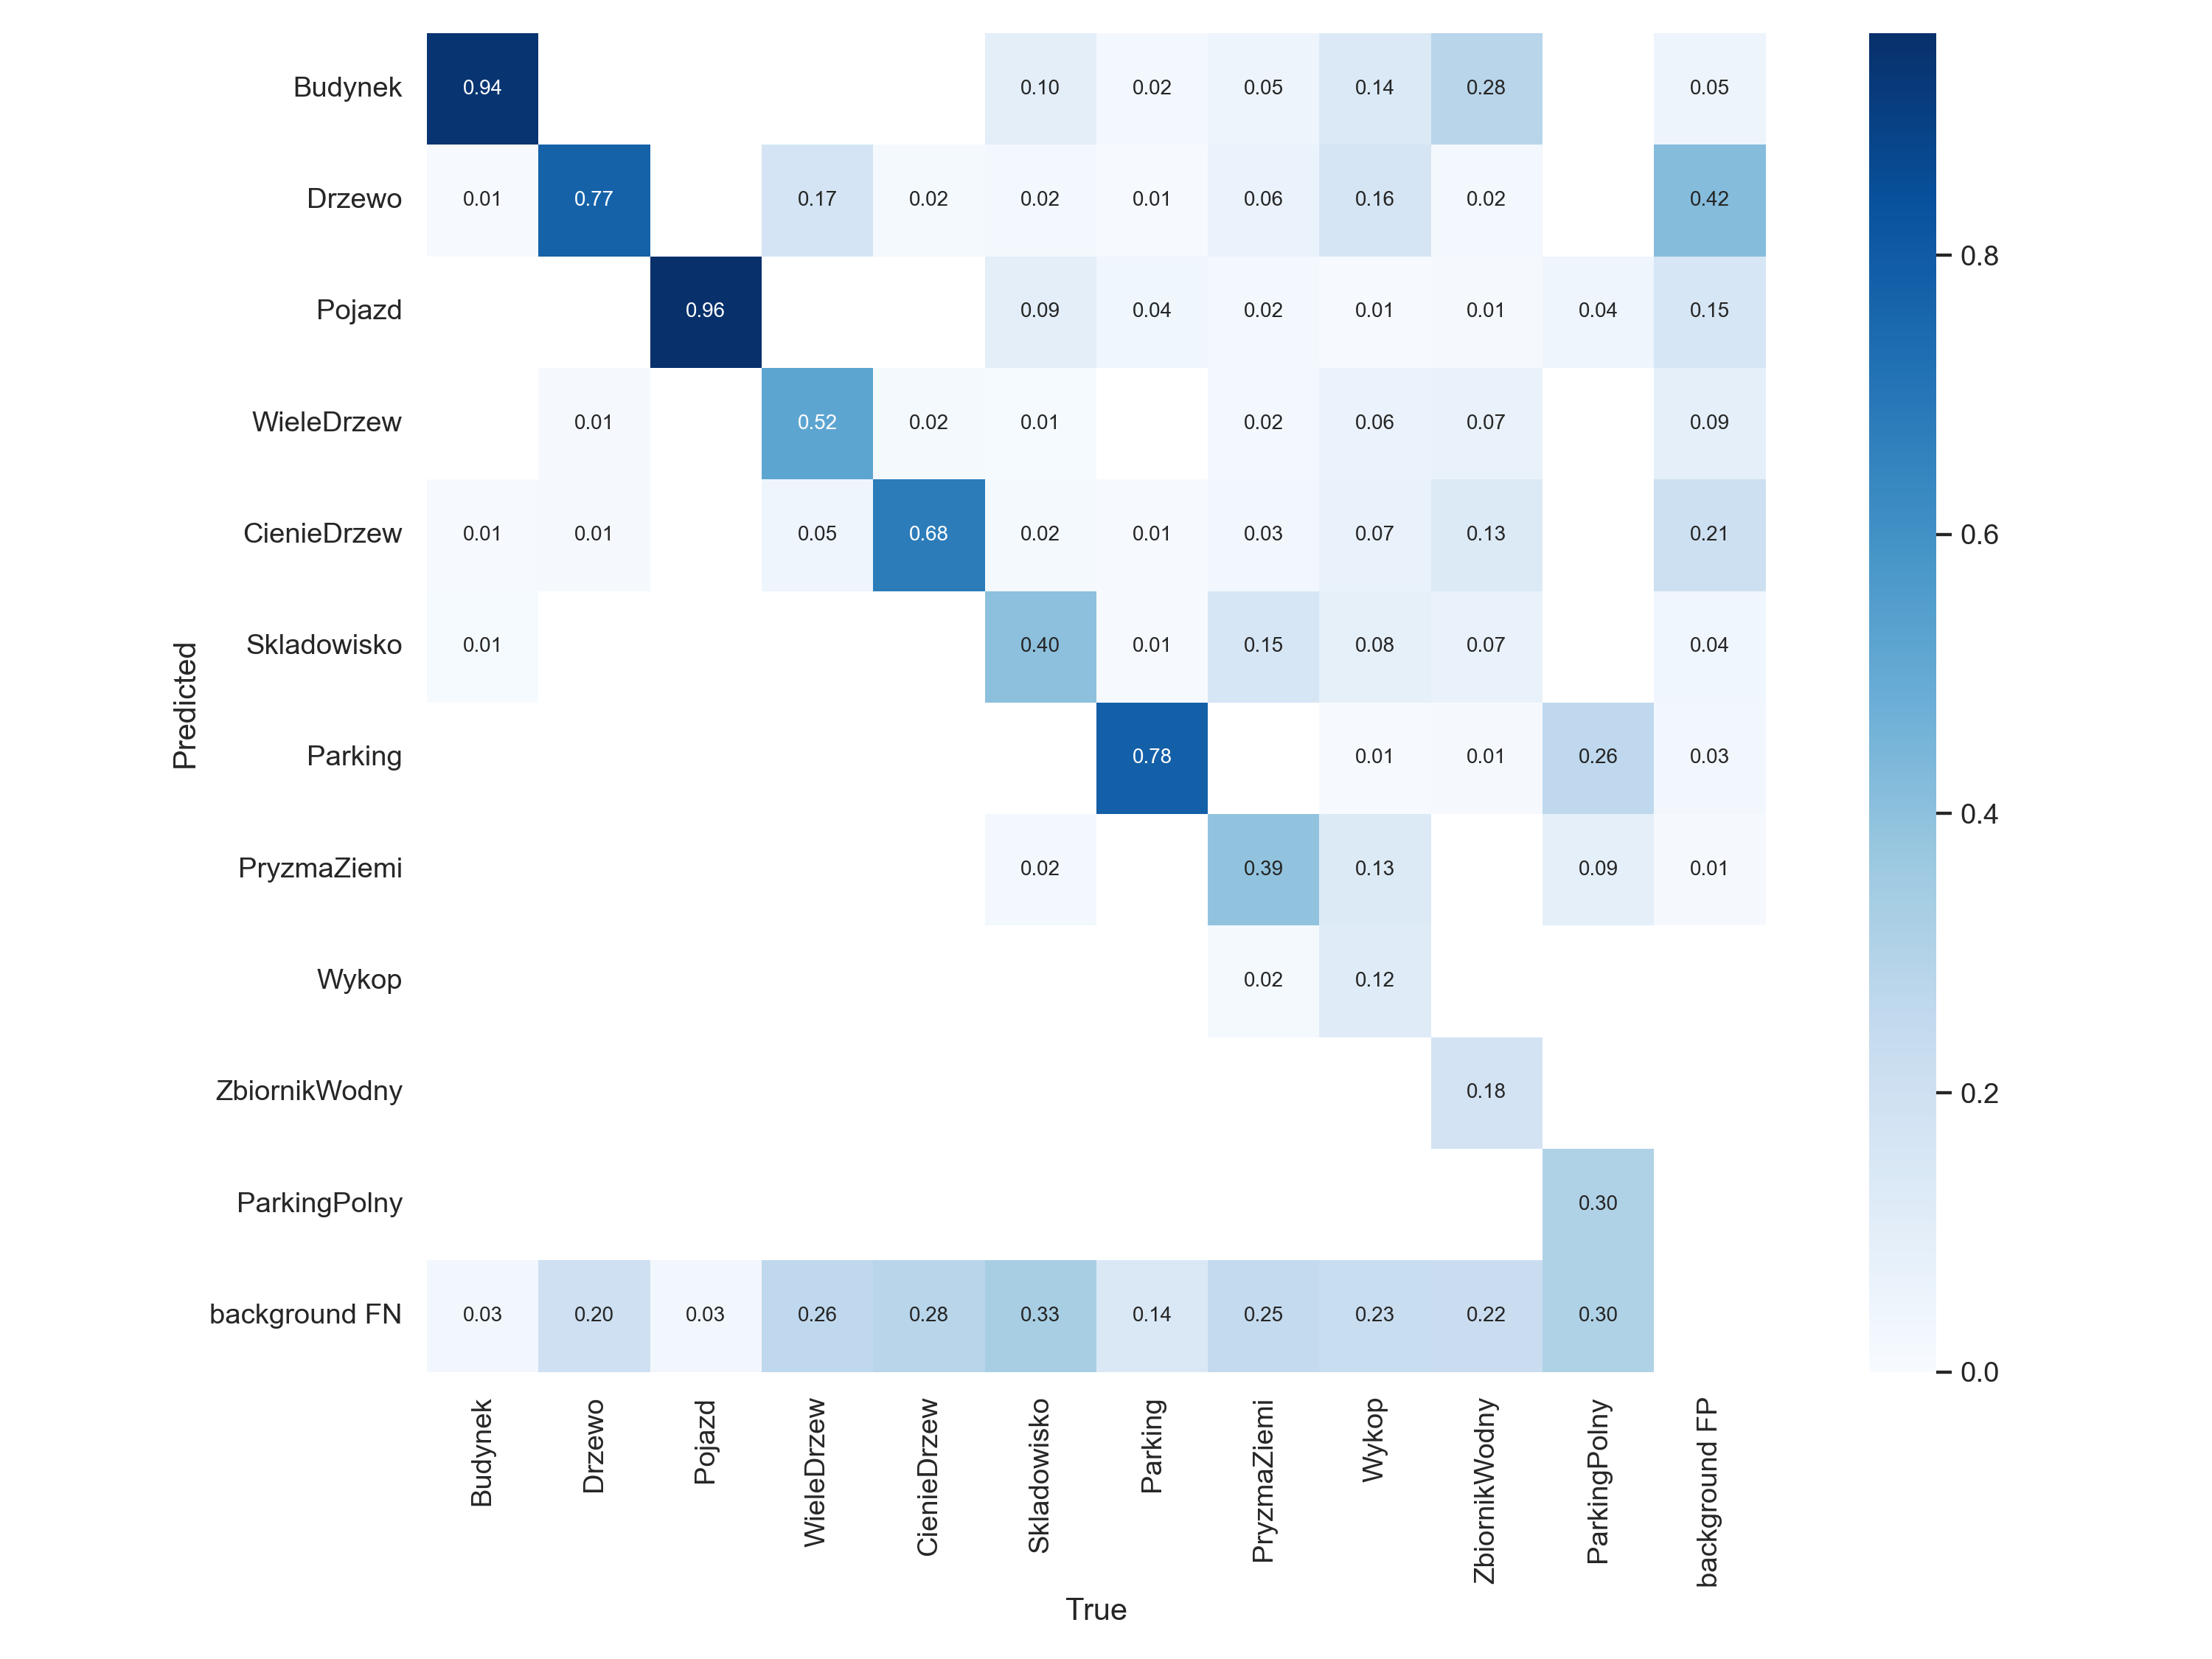 Budynek 0.94 0.10 0.02 0.05 0.14 0.28 0.05
Drzewo 0.01 0.77 0.17 0.02 0.02 0.01 0.06 0.16 0.02 0.42
0.8
Pojazd 0.96 0.09 0.04 0.02 0.01 0.01 0.04 0.15
WieleDrzew 0.01 0.52 0.02 0.01 0.02 0.06 0.07 0.09
CienieDrzew 0.01 0.01 0.05 0.68 0.02 0.01 0.03 0.07 0.13 0.21
0.6
Skladowisko 0.01 0.40 0.01 0.15 0.08 0.07 0.04
Predicted
Parking 0.78 0.01 0.01 0.26 0.03
0.4
PryzmaZiemi 0.02 0.39 0.13 0.09 0.01
Wykop 0.02 0.12
ZbiornikWodny 0.18
0.2
ParkingPolny 0.30
background FN 0.03 0.20 0.03 0.26 0.28 0.33 0.14 0.25 0.23 0.22 0.30
0.0
Budynek
Drzewo
Pojazd
WieleDrzew
CienieDrzew
Skladowisko
Parking
PryzmaZiemi
Wykop
ZbiornikWodny
ParkingPolny
background FP
True